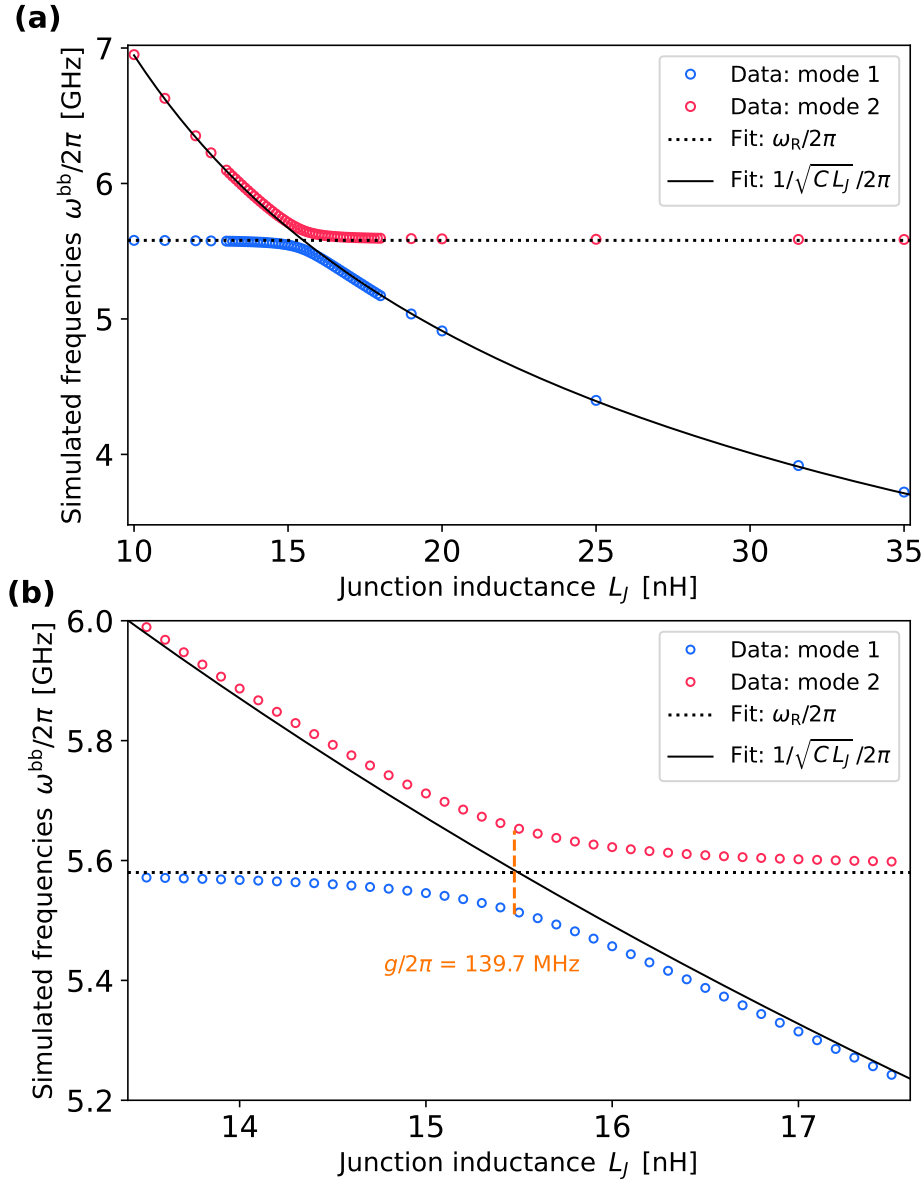 (a)
Simulated frequencies ω^bb/2π [GHz]
7
6
5
4
Data: mode 1
Data: mode 2
Fit: ω_R/2π
Fit: 1/√(C L_J) /2π
10 15 20 25 30 35
Junction inductance L_J [nH]
(b)
Simulated frequencies ω^bb/2π [GHz]
6.0
5.8
5.6
5.4
5.2
Data: mode 1
Data: mode 2
Fit: ω_R/2π
Fit: 1/√(C L_J) /2π
g/2π = 139.7 MHz
14 15 16 17
Junction inductance L_J [nH]